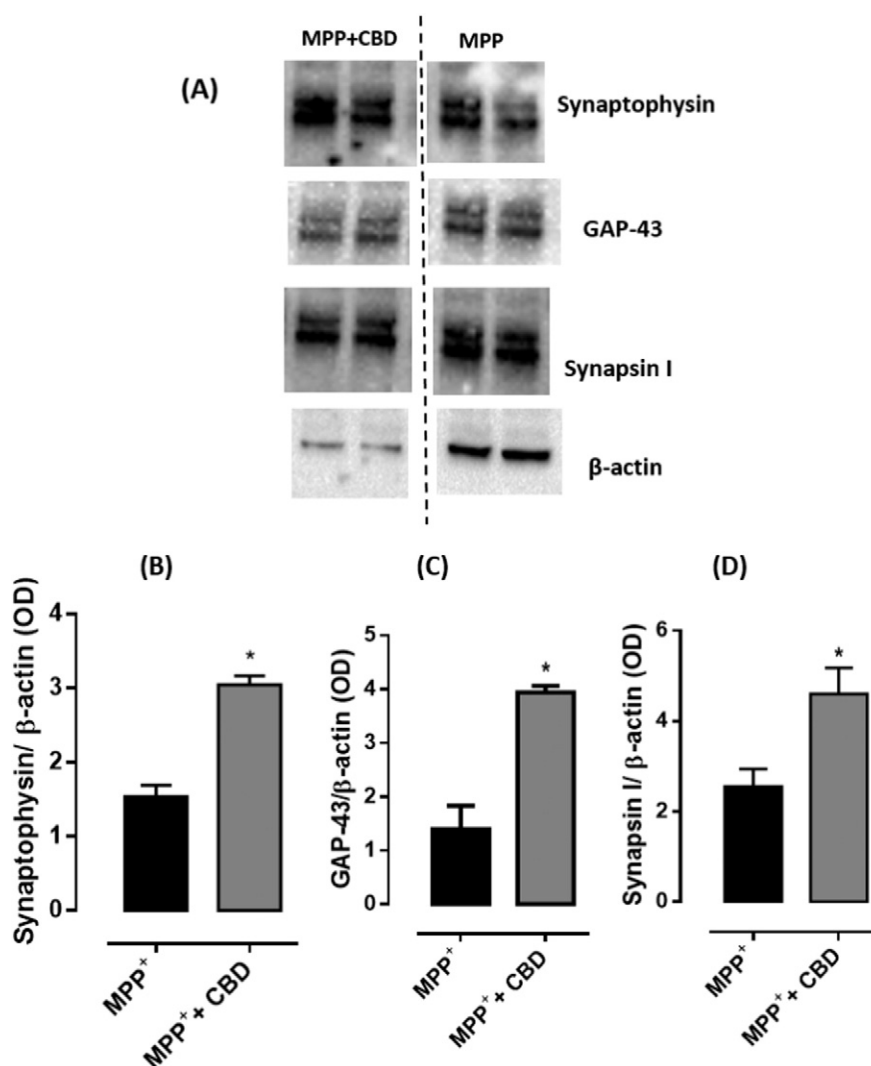 MPP+CBD MPP
(A)
Synaptophysin
GAP-43
Synapsin I
β-actin
(B) (C) (D)
Synaptophysin/ β-actin (OD)
4
3
2
1
0
*
MPP⁺
MPP⁺ + CBD
GAP-43/β-actin (OD)
5
4
3
2
1
0
*
MPP⁺
MPP⁺ + CBD
Synapsin I/ β-actin (OD)
6
4
2
0
*
MPP⁺
MPP⁺ + CBD